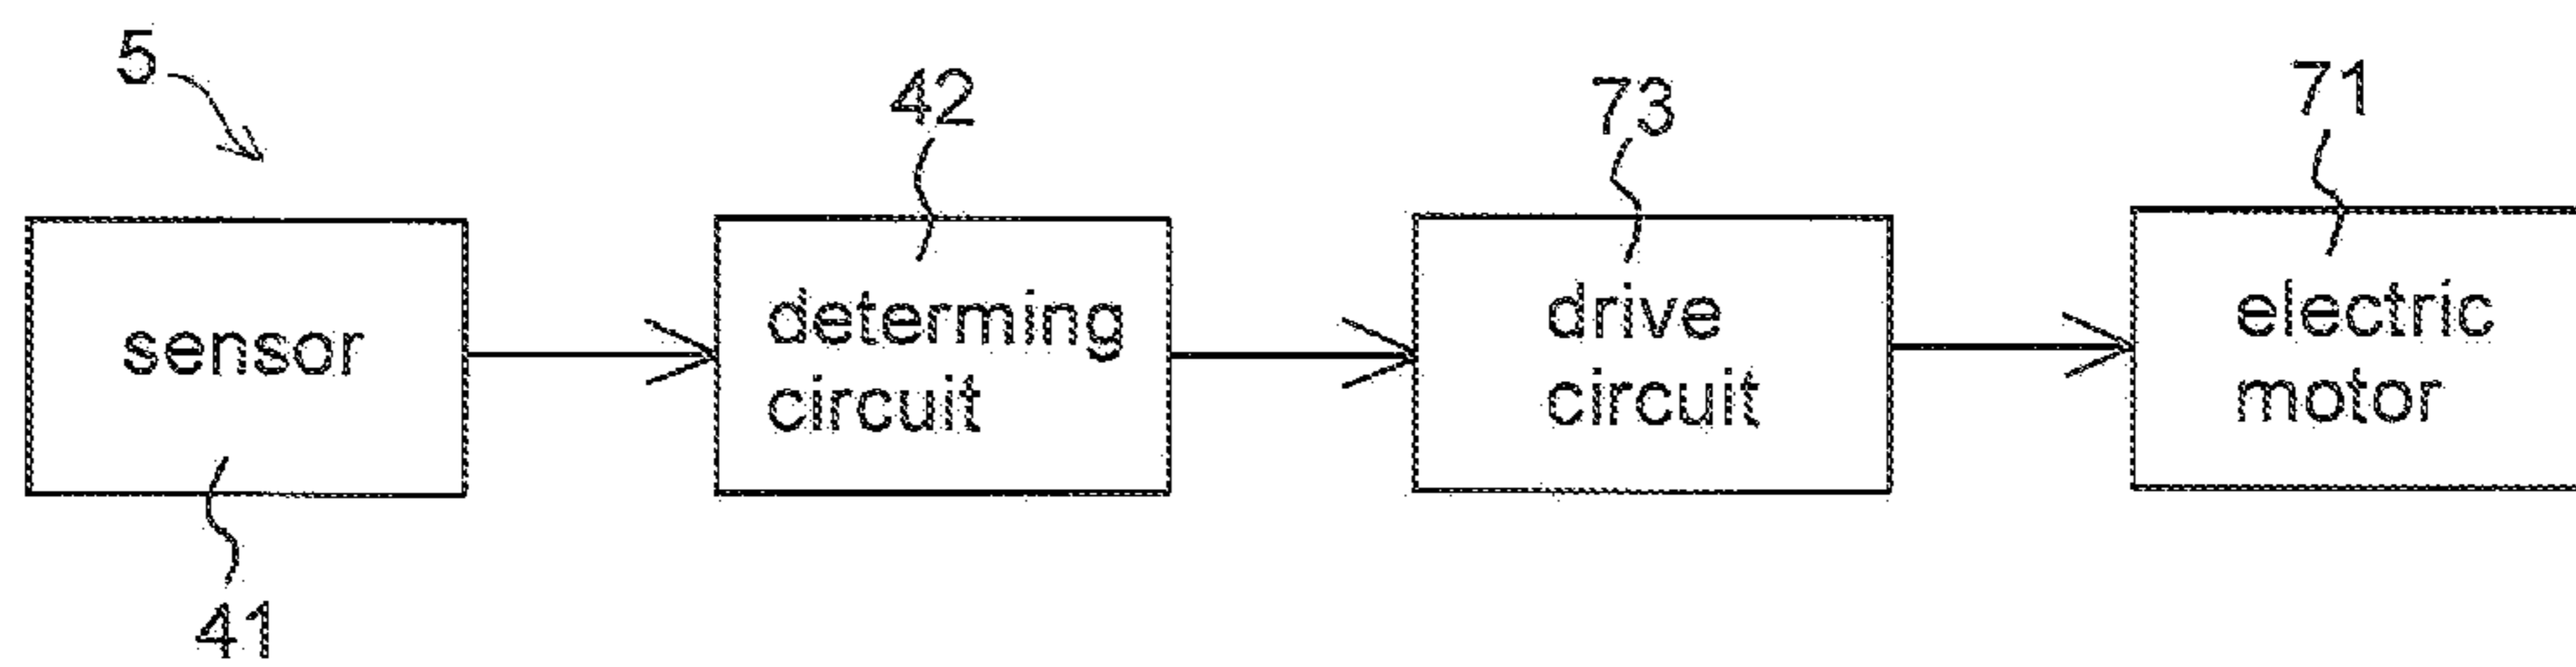 5
42
73
71
sensor
determing
circuit
drive
circuit
electric
motor
41